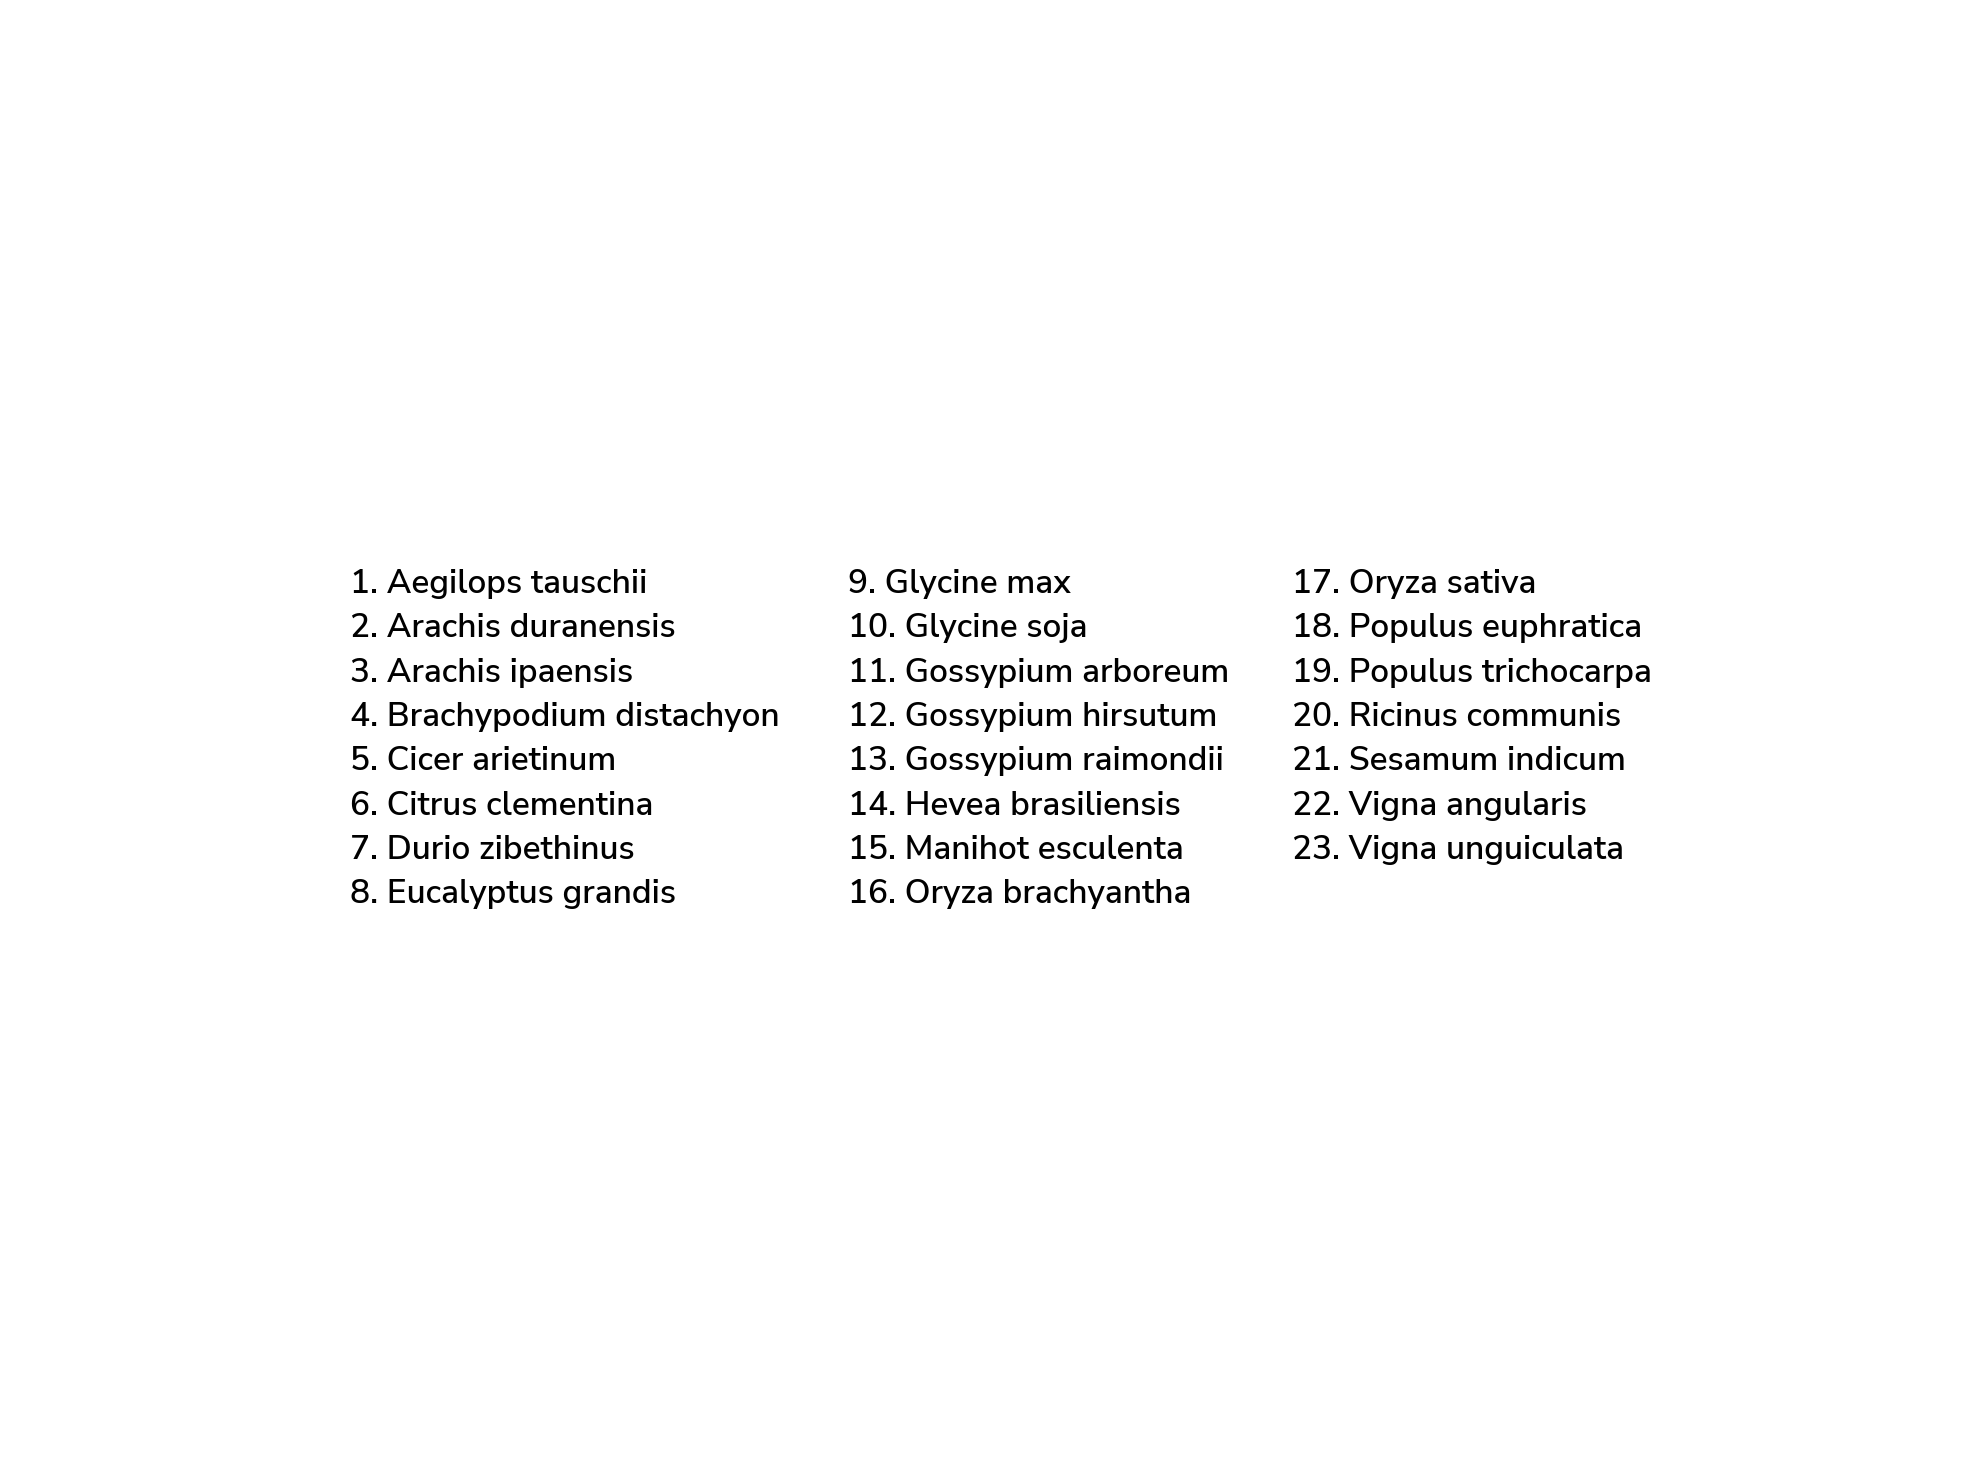 1. Aegilops tauschii
2. Arachis duranensis
3. Arachis ipaensis
4. Brachypodium distachyon
5. Cicer arietinum
6. Citrus clementina
7. Durio zibethinus
8. Eucalyptus grandis
9. Glycine max
10. Glycine soja
11. Gossypium arboreum
12. Gossypium hirsutum
13. Gossypium raimondii
14. Hevea brasiliensis
15. Manihot esculenta
16. Oryza brachyantha
17. Oryza sativa
18. Populus euphratica
19. Populus trichocarpa
20. Ricinus communis
21. Sesamum indicum
22. Vigna angularis
23. Vigna unguiculata